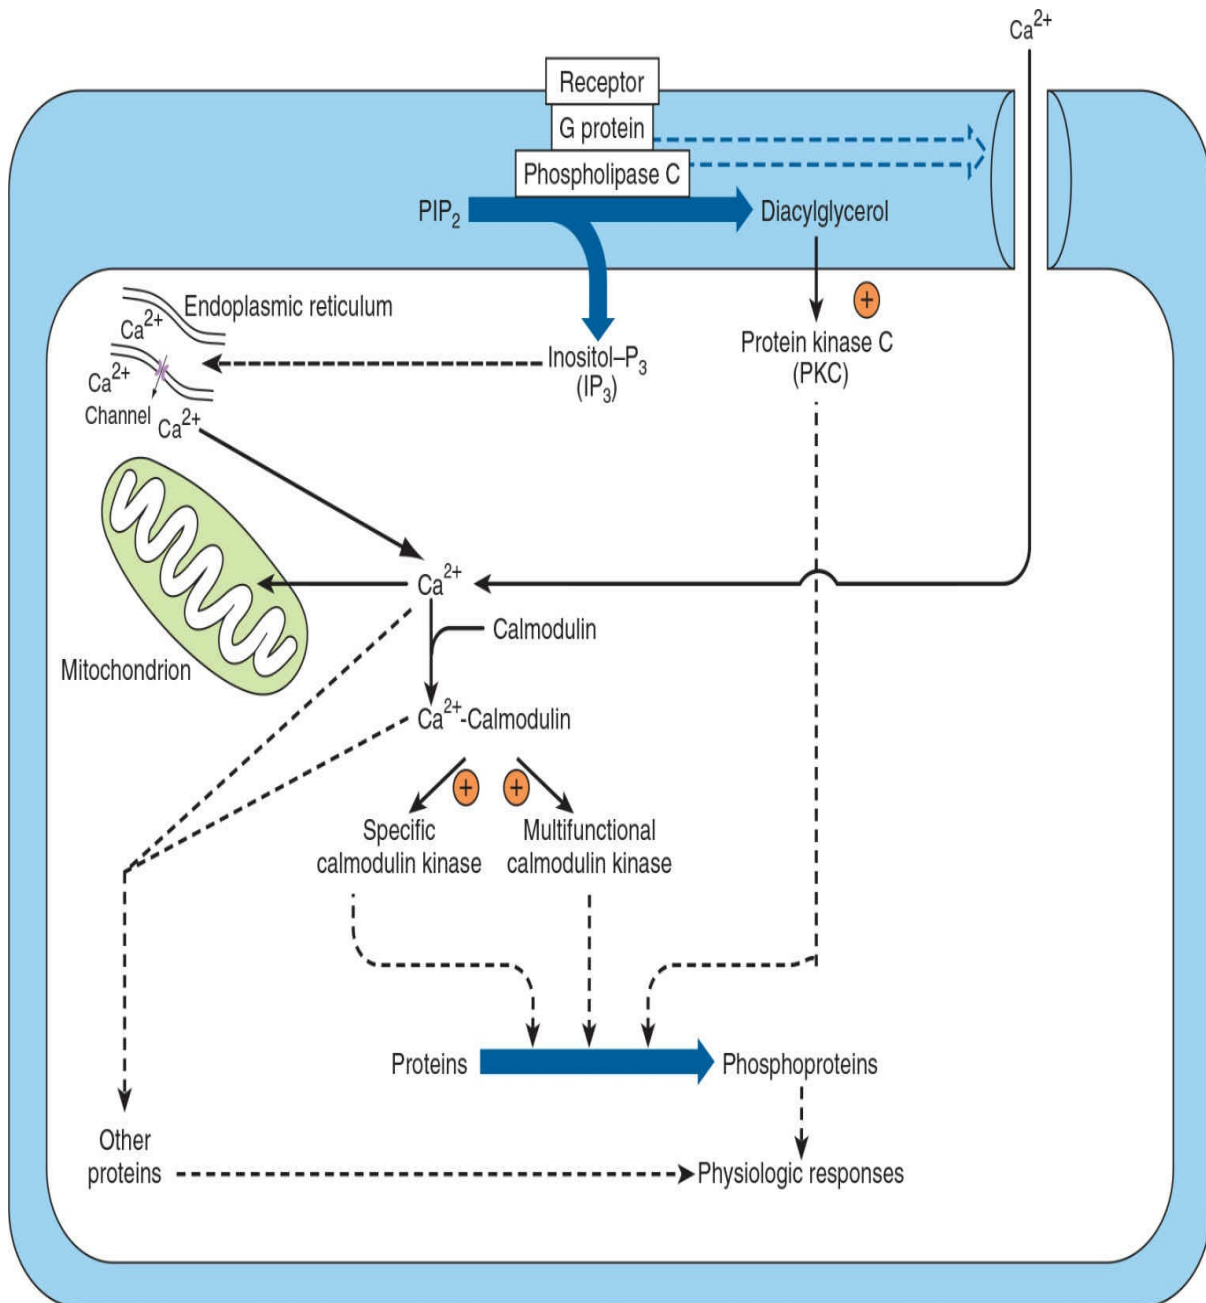 Ca2+
Receptor
G protein
Phospholipase C
PIP2
Diacylglycerol
Endoplasmic reticulum
Ca2+
Ca2+
Channel
Ca2+
+
Inositol–P3
(IP3)
Protein kinase C
(PKC)
Ca2+
Calmodulin
Mitochondrion
Ca2+-Calmodulin
+ +
Specific
calmodulin kinase
Multifunctional
calmodulin kinase
Proteins
Phosphoproteins
Other
proteins
Physiologic responses